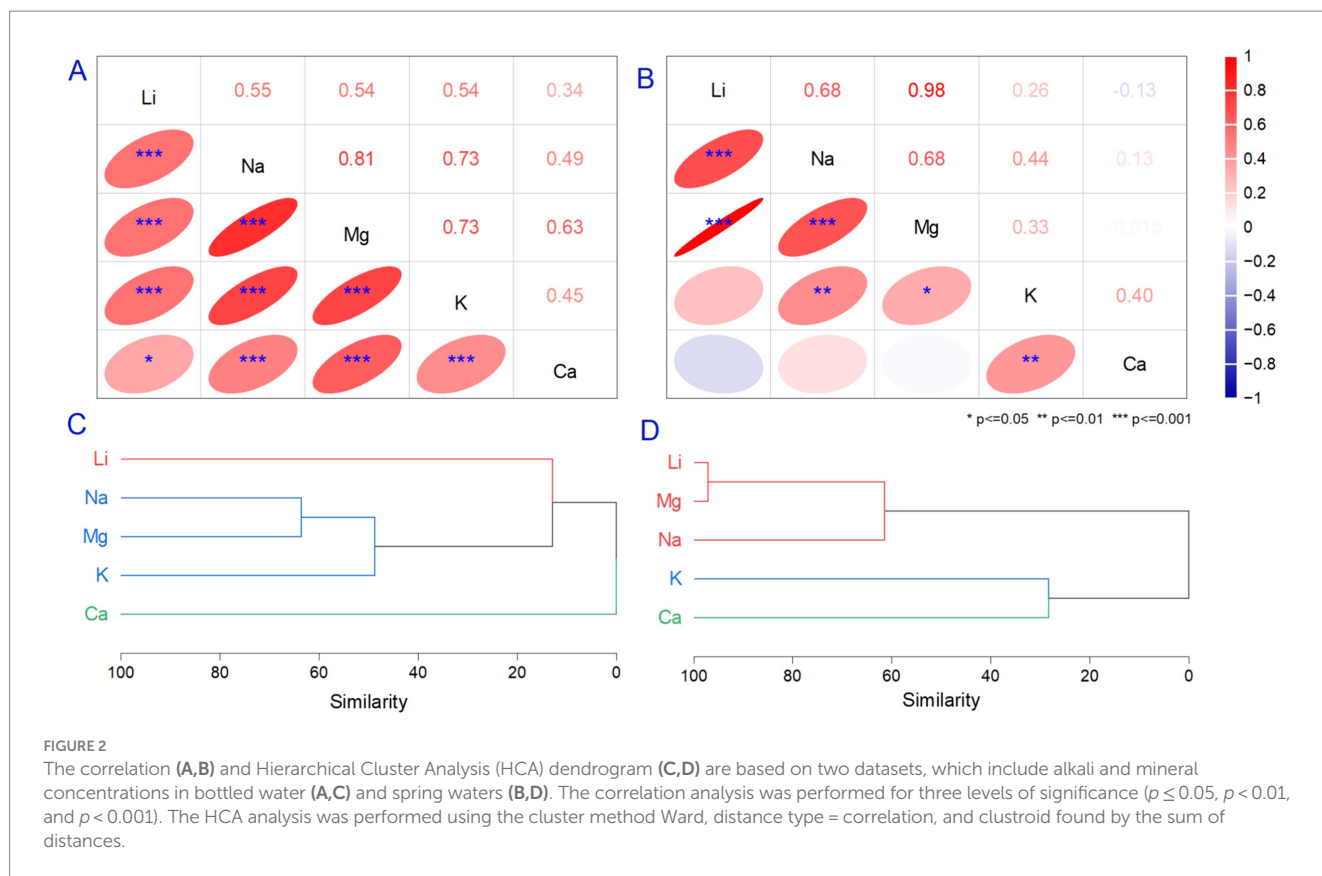 A
Li 0.55 0.54 0.54 0.34
*** Na 0.81 0.73 0.49
*** *** Mg 0.73 0.63
*** *** *** K 0.45
* *** *** *** Ca
B
Li 0.68 0.98 0.26 -0.13
*** Na 0.68 0.44 0.13
*** *** Mg 0.33 -0.015
** * K 0.40
** Ca
1
0.8
0.6
0.4
0.2
0
−0.2
−0.4
−0.6
−0.8
−1
* p<=0.05 ** p<=0.01 *** p<=0.001
C
Li
Na
Mg
K
Ca
100 80 60 40 20 0
Similarity
D
Li
Mg
Na
K
Ca
100 80 60 40 20 0
Similarity
FIGURE 2
The correlation (A,B) and Hierarchical Cluster Analysis (HCA) dendrogram (C,D) are based on two datasets, which include alkali and mineral
concentrations in bottled water (A,C) and spring waters (B,D). The correlation analysis was performed for three levels of significance (p ≤ 0.05, p < 0.01,
and p < 0.001). The HCA analysis was performed using the cluster method Ward, distance type = correlation, and clustroid found by the sum of
distances.